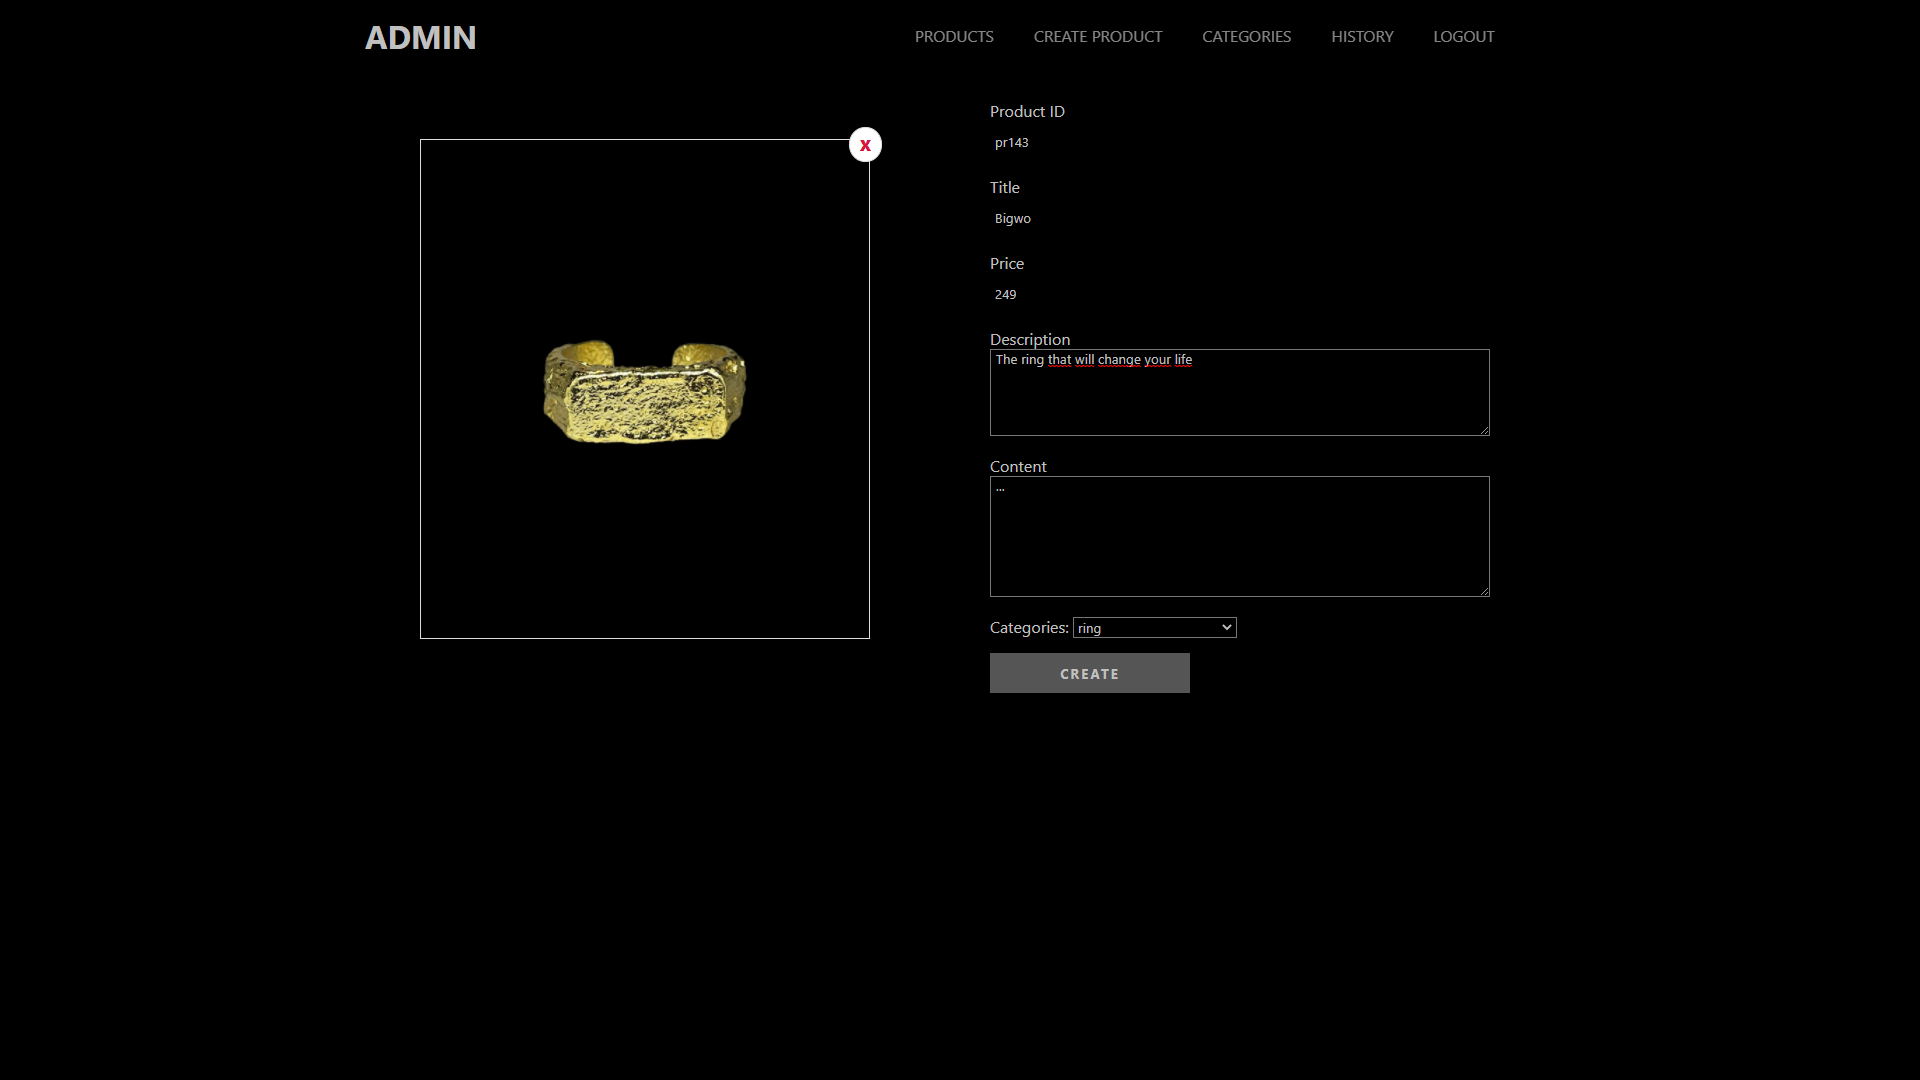 ADMIN
PRODUCTS CREATE PRODUCT CATEGORIES HISTORY LOGOUT
X
Product ID
pr143
Title
Bigwo
Price
249
Description
The ring that will change your life
Content
...
Categories: ring
CREATE